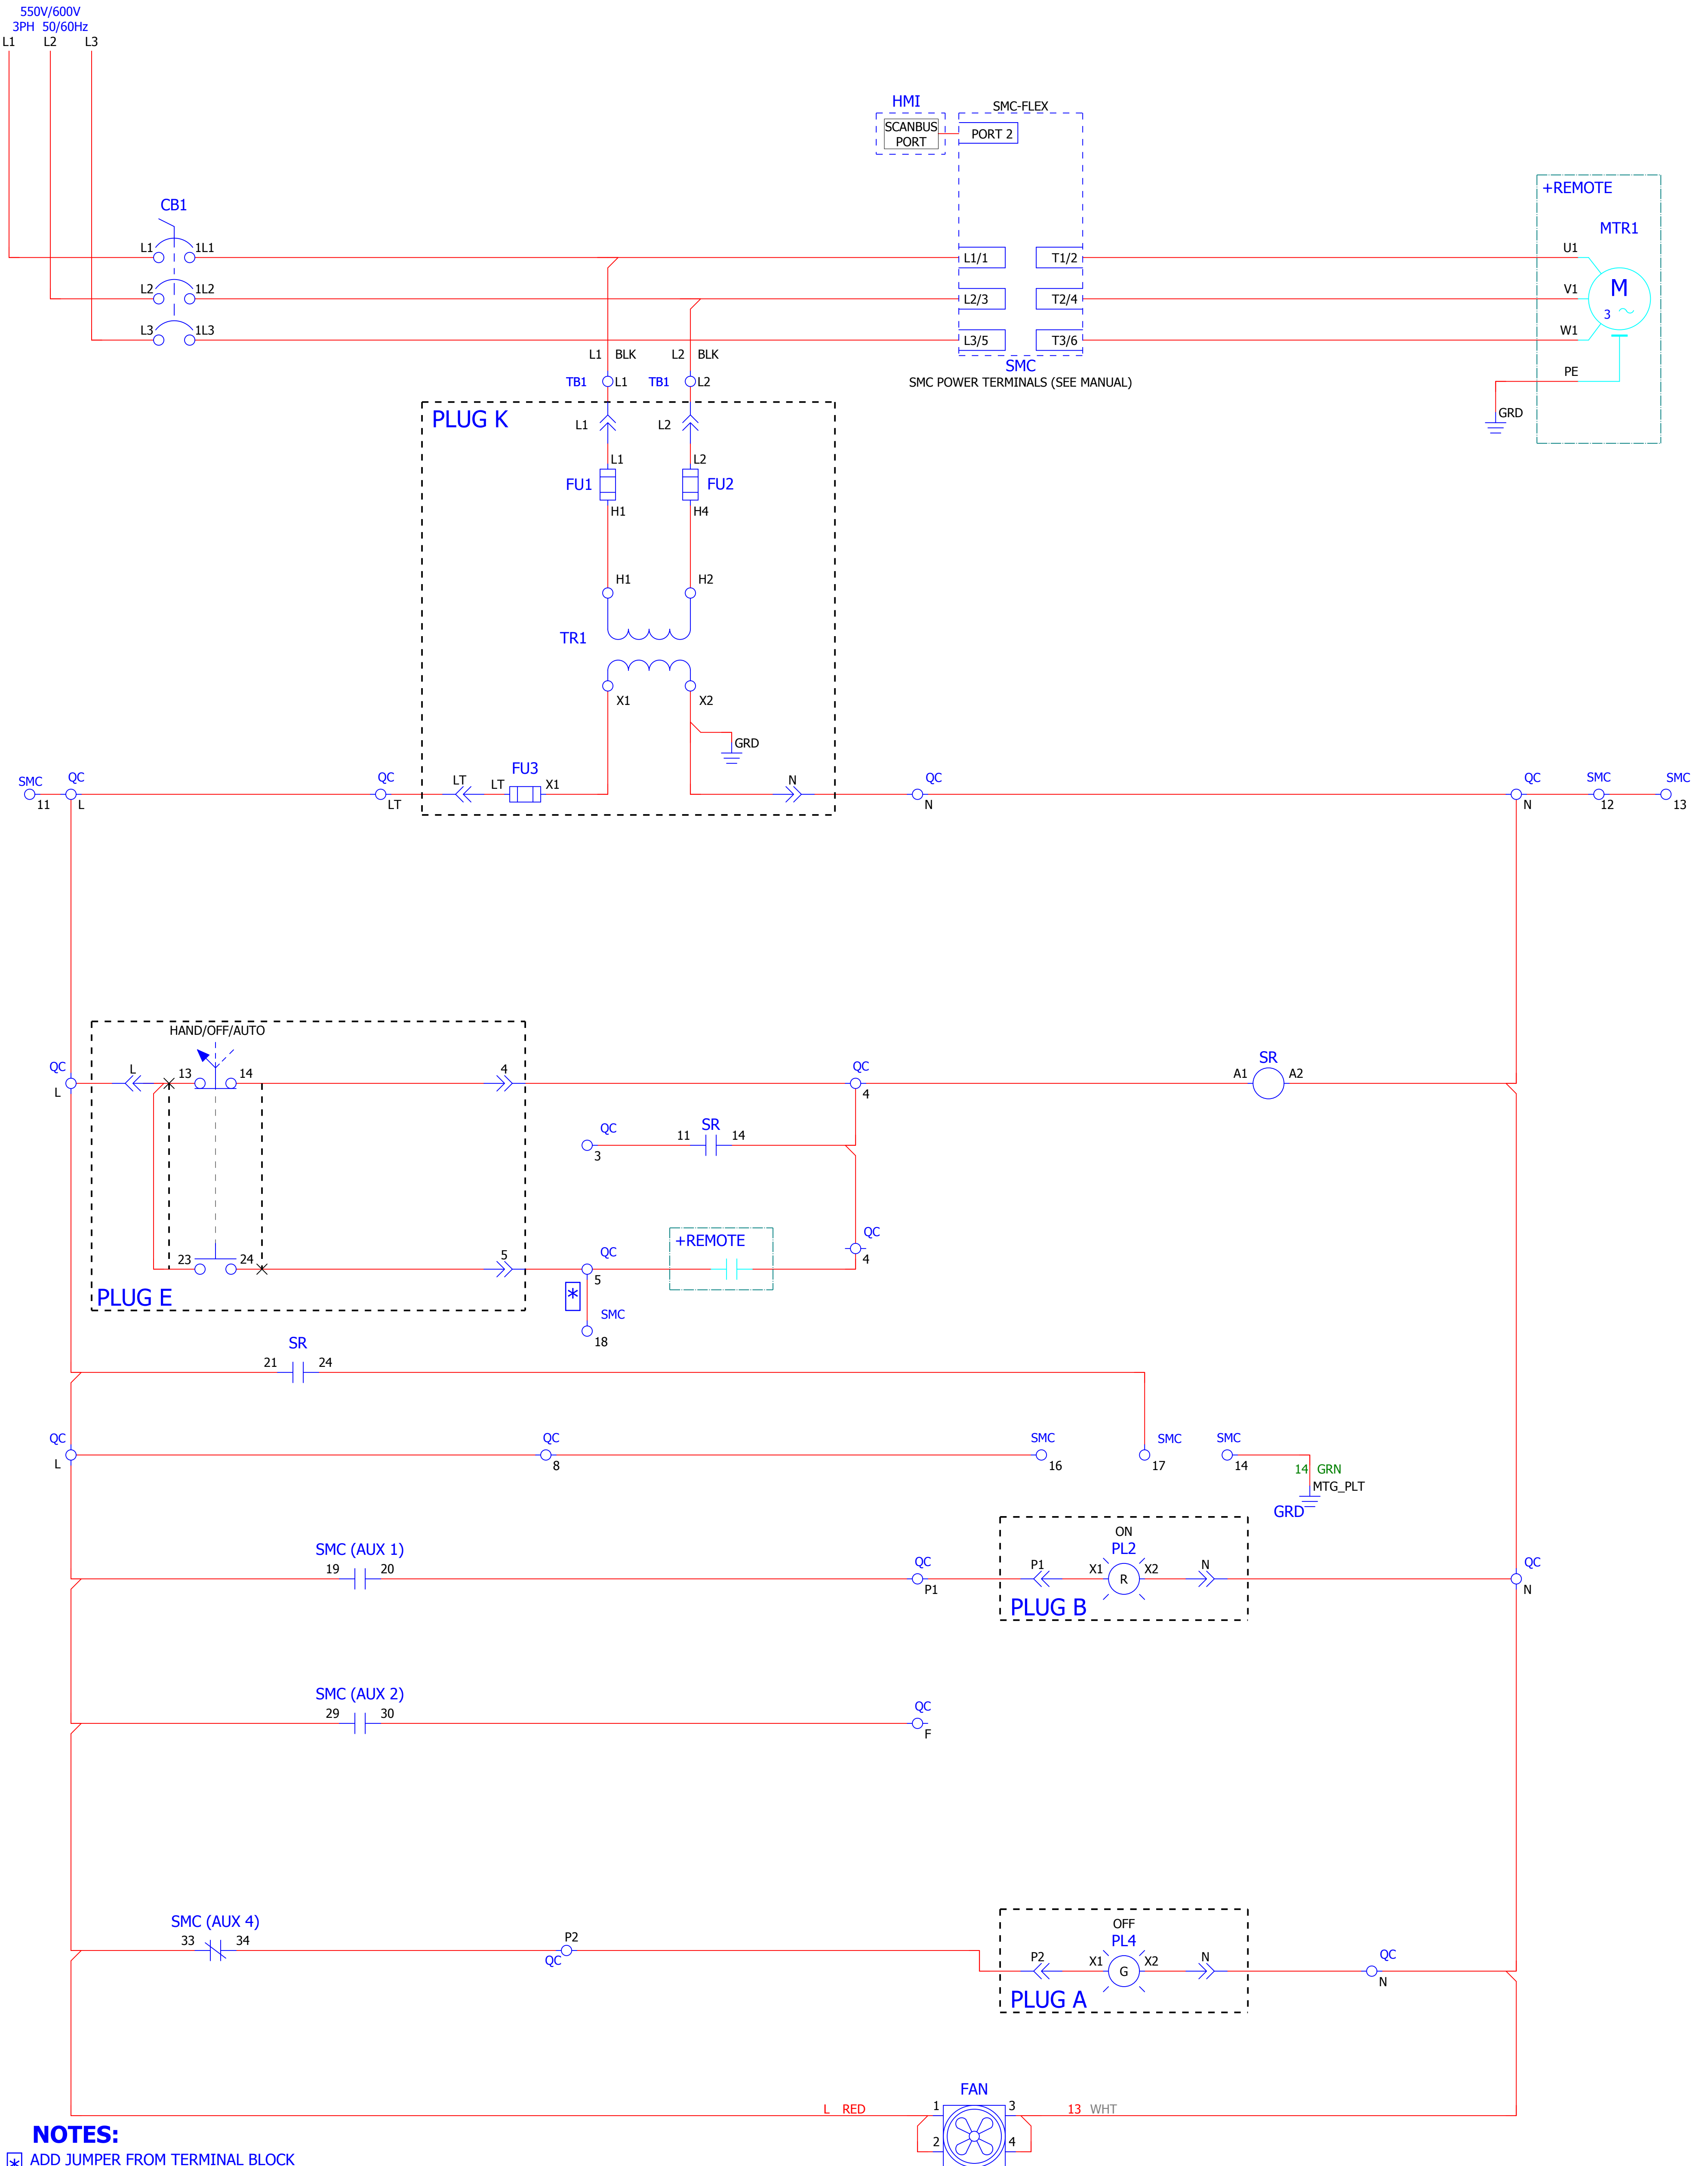 550V/600V
3PH 50/60Hz
L1 L2 L3
HMI
SMC-FLEX
SCANBUS
PORT
PORT 2
+REMOTE
CB1
MTR1
L1 1L1
L1/1 T1/2
U1
L2 1L2
L2/3 T2/4
V1
M
3
L3 1L3
L3/5 T3/6
W1
L1 BLK L2 BLK
SMC
PE
TB1 L1 TB1 L2
SMC POWER TERMINALS (SEE MANUAL)
GRD
PLUG K
L1 L2
L1 L2
FU1 FU2
H1 H4
H1 H2
TR1
X1 X2
GRD
SMC QC QC LT LT FU3 X1 N QC QC SMC SMC
11 L LT N N 12 13
HAND/OFF/AUTO
QC L 13 14 4 QC SR
L 4 A1 A2
QC 11 SR 14
3
QC
4
+REMOTE
23 24 5 QC
5
PLUG E
*
SMC
18
SR
21 24
QC QC SMC SMC SMC
L 8 16 17 14
14 GRN
MTG_PLT
GRD
ON
SMC (AUX 1) PL2
19 20 QC P1 X1 R X2 N QC
P1 N
PLUG B
SMC (AUX 2)
29 30 QC
F
OFF
SMC (AUX 4) PL4
33 34 P2 P2 X1 G X2 N QC
QC N
PLUG A
FAN
L RED 1 3 13 WHT
2 4
NOTES:
* ADD JUMPER FROM TERMINAL BLOCK